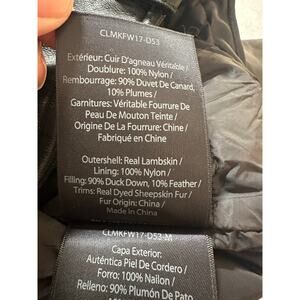 CLMKFW17-D53
Extérieur: Cuir D'agneau Véritable /
Doublure: 100% Nylon /
Rembourrage: 90% Duvet De Canard,
10% Plumes /
Garnitures: Véritable Fourrure De
Peau De Mouton Teinte /
Origine De La Fourrure: Chine /
Fabriqué en Chine
Outershell: Real Lambskin /
Lining: 100% Nylon /
Filling: 90% Duck Down, 10% Feather /
Trims: Real Dyed Sheepskin Fur /
Fur Origin: China /
Made in China
CLMKFW17-D53-M
Capa Exterior:
Auténtica Piel De Cordero /
Forro: 100% Nailon /
Relleno: 90% Plumón De Pato